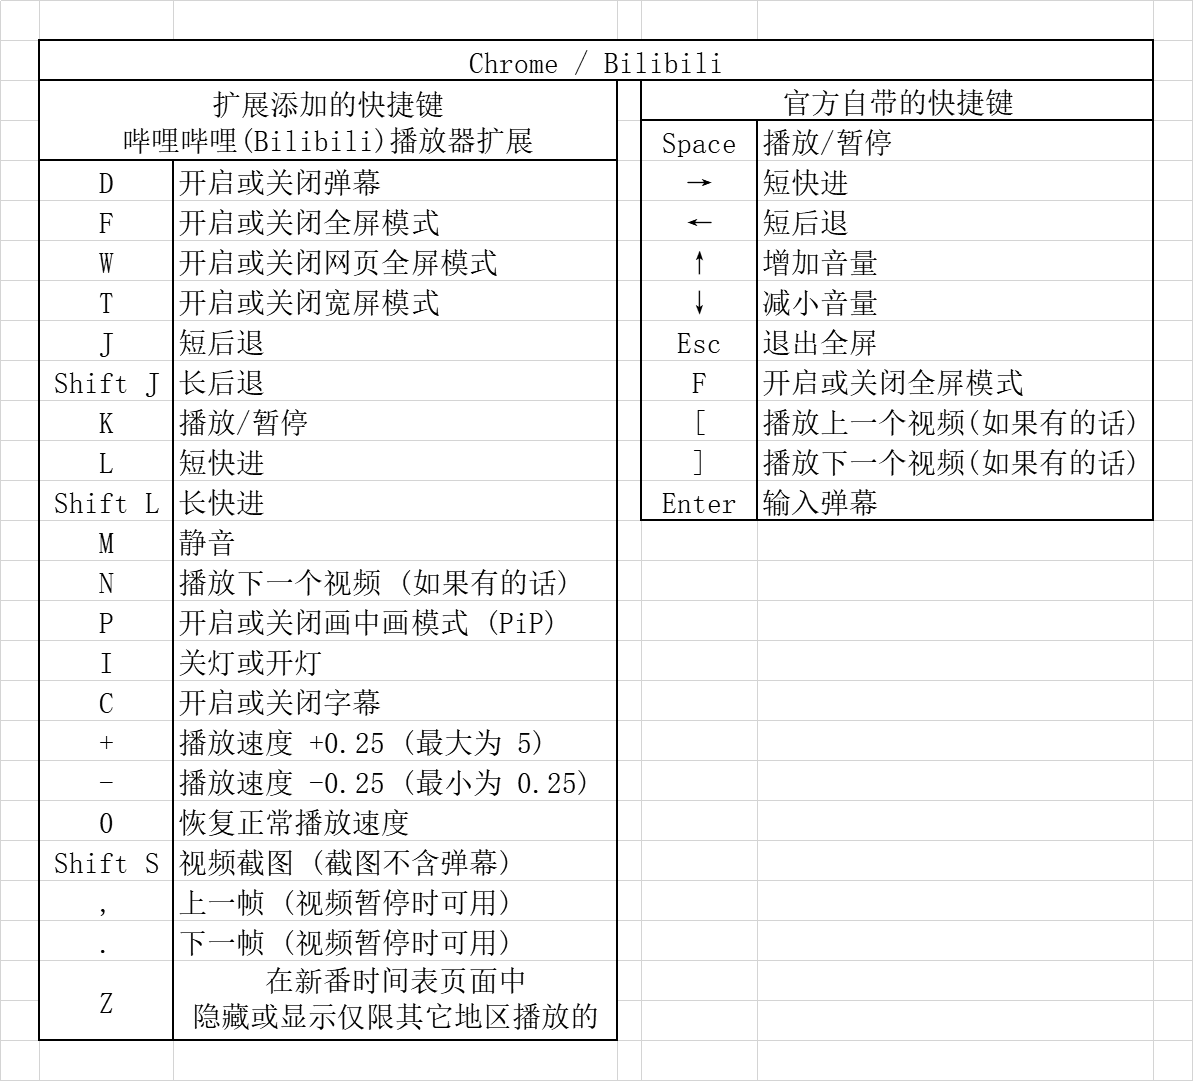 Chrome / Bilibili
扩展添加的快捷键
哔哩哔哩(Bilibili)播放器扩展
D 开启或关闭弹幕
F 开启或关闭全屏模式
W 开启或关闭网页全屏模式
T 开启或关闭宽屏模式
J 短后退
Shift J 长后退
K 播放/暂停
L 短快进
Shift L 长快进
M 静音
N 播放下一个视频 (如果有的话)
P 开启或关闭画中画模式 (PiP)
I 关灯或开灯
C 开启或关闭字幕
+ 播放速度 +0.25 (最大为 5)
- 播放速度 -0.25 (最小为 0.25)
0 恢复正常播放速度
Shift S 视频截图 (截图不含弹幕)
, 上一帧 (视频暂停时可用)
. 下一帧 (视频暂停时可用)
Z 在新番时间表页面中
隐藏或显示仅限其它地区播放的
官方自带的快捷键
Space 播放/暂停
→ 短快进
← 短后退
↑ 增加音量
↓ 减小音量
Esc 退出全屏
F 开启或关闭全屏模式
[ 播放上一个视频(如果有的话)
] 播放下一个视频(如果有的话)
Enter 输入弹幕